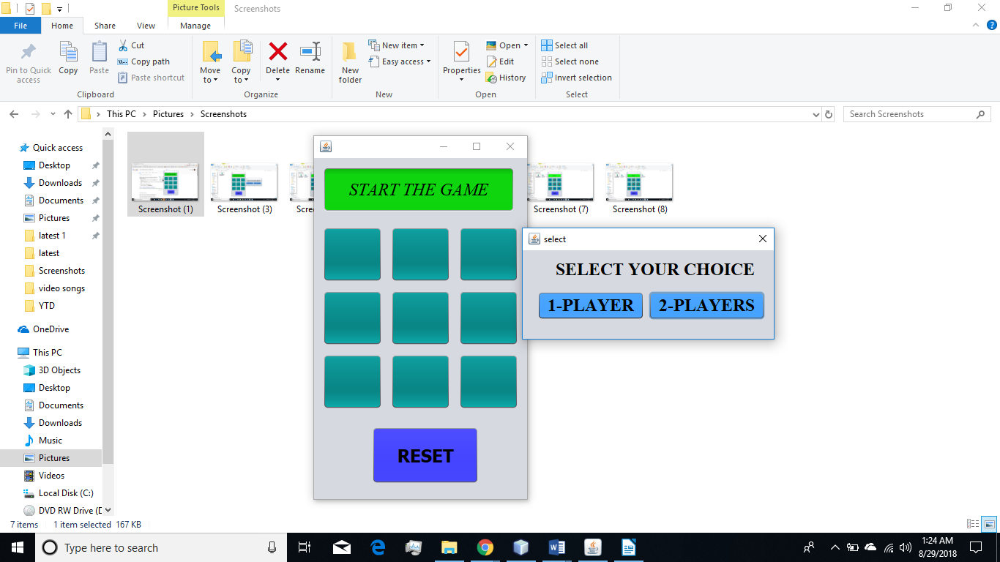 Picture Tools
Screenshots
File
Home
Share
View
Manage
Pin to Quick access
Copy
Paste
Cut
Copy path
Paste shortcut
Clipboard
Move to
Copy to
Delete
Rename
Organize
New folder
New item
Easy access
New
Properties
Open
Edit
History
Open
Select all
Select none
Invert selection
Select
This PC
Pictures
Screenshots
Search Screenshots
Quick access
Desktop
Downloads
Documents
Pictures
latest 1
latest
Screenshots
video songs
YTD
OneDrive
This PC
3D Objects
Desktop
Documents
Downloads
Music
Pictures
Videos
Local Disk (C:)
DVD RW Drive (D
Screenshot (1)
Screenshot (3)
Scree
Screenshot (7)
Screenshot (8)
START THE GAME
RESET
select
SELECT YOUR CHOICE
1-PLAYER
2-PLAYERS
7 items
1 item selected 167 KB
Type here to search
1:24 AM
8/29/2018